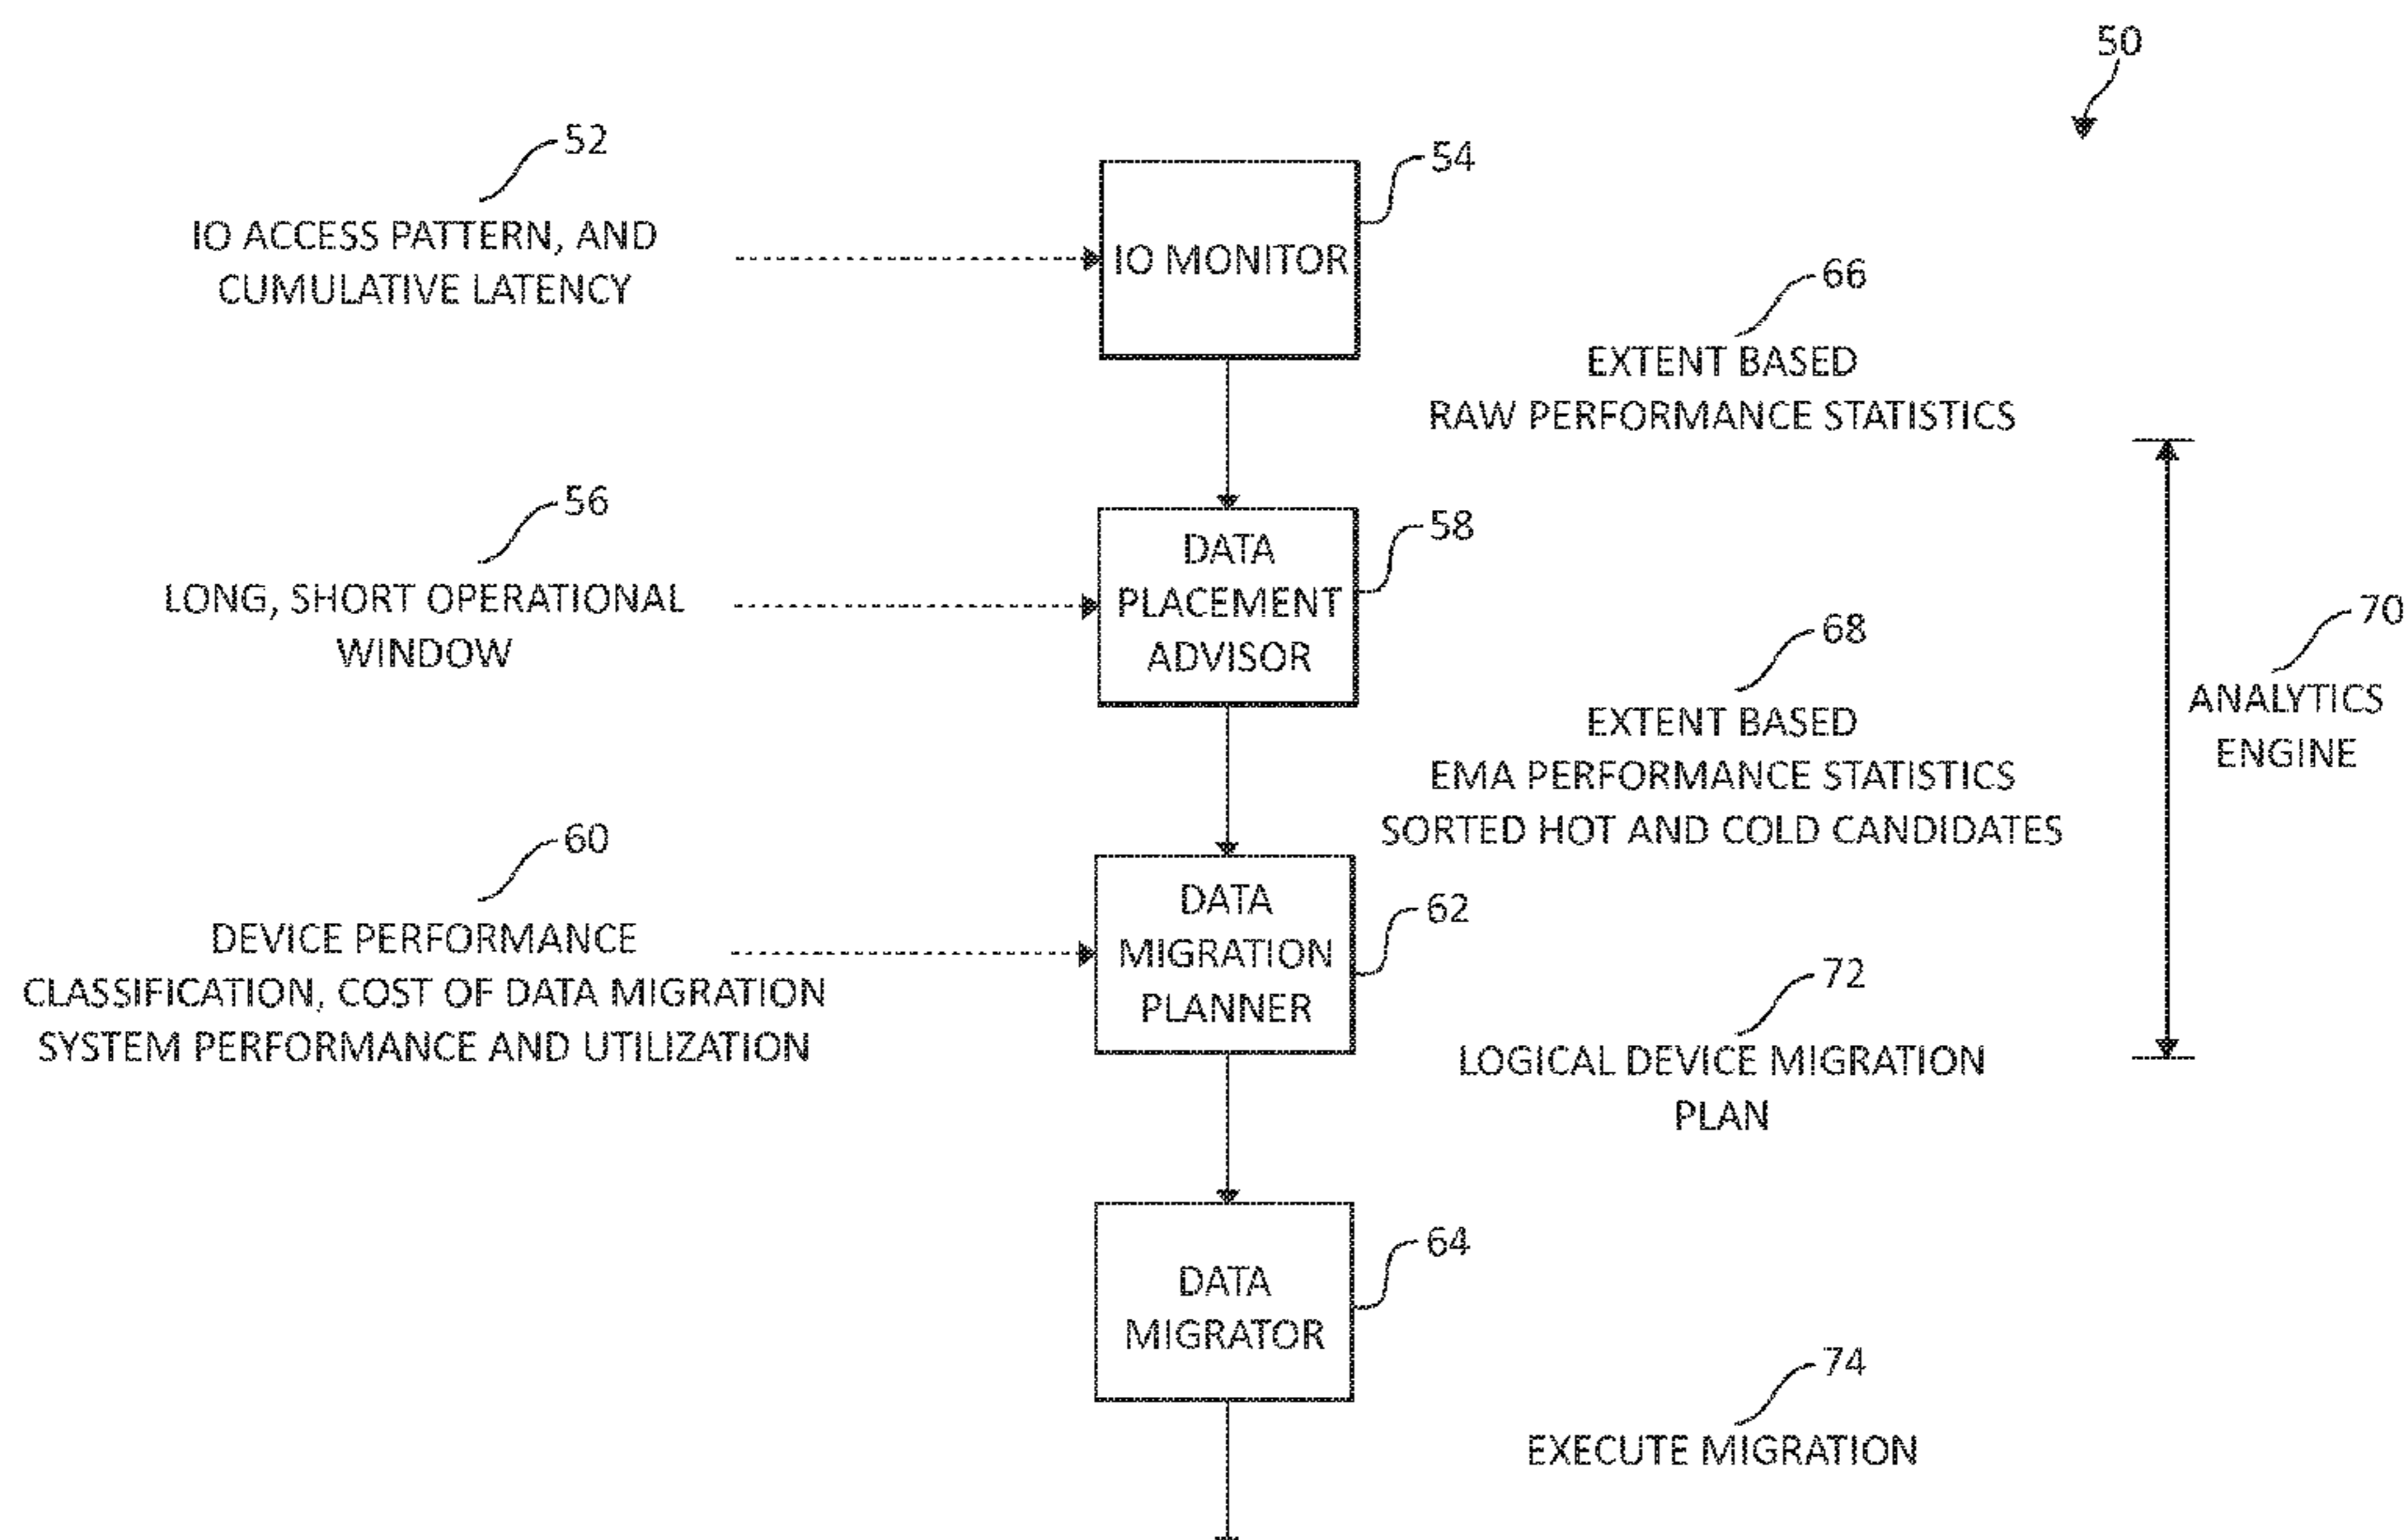 50
52
IO ACCESS PATTERN, AND
CUMULATIVE LATENCY
54
IO MONITOR
66
EXTENT BASED
RAW PERFORMANCE STATISTICS
56
LONG, SHORT OPERATIONAL
WINDOW
58
DATA
PLACEMENT
ADVISOR
68
EXTENT BASED
EMA PERFORMANCE STATISTICS
SORTED HOT AND COLD CANDIDATES
70
ANALYTICS
ENGINE
60
DEVICE PERFORMANCE
CLASSIFICATION, COST OF DATA MIGRATION
SYSTEM PERFORMANCE AND UTILIZATION
62
DATA
MIGRATION
PLANNER
72
LOGICAL DEVICE MIGRATION
PLAN
64
DATA
MIGRATOR
74
EXECUTE MIGRATION